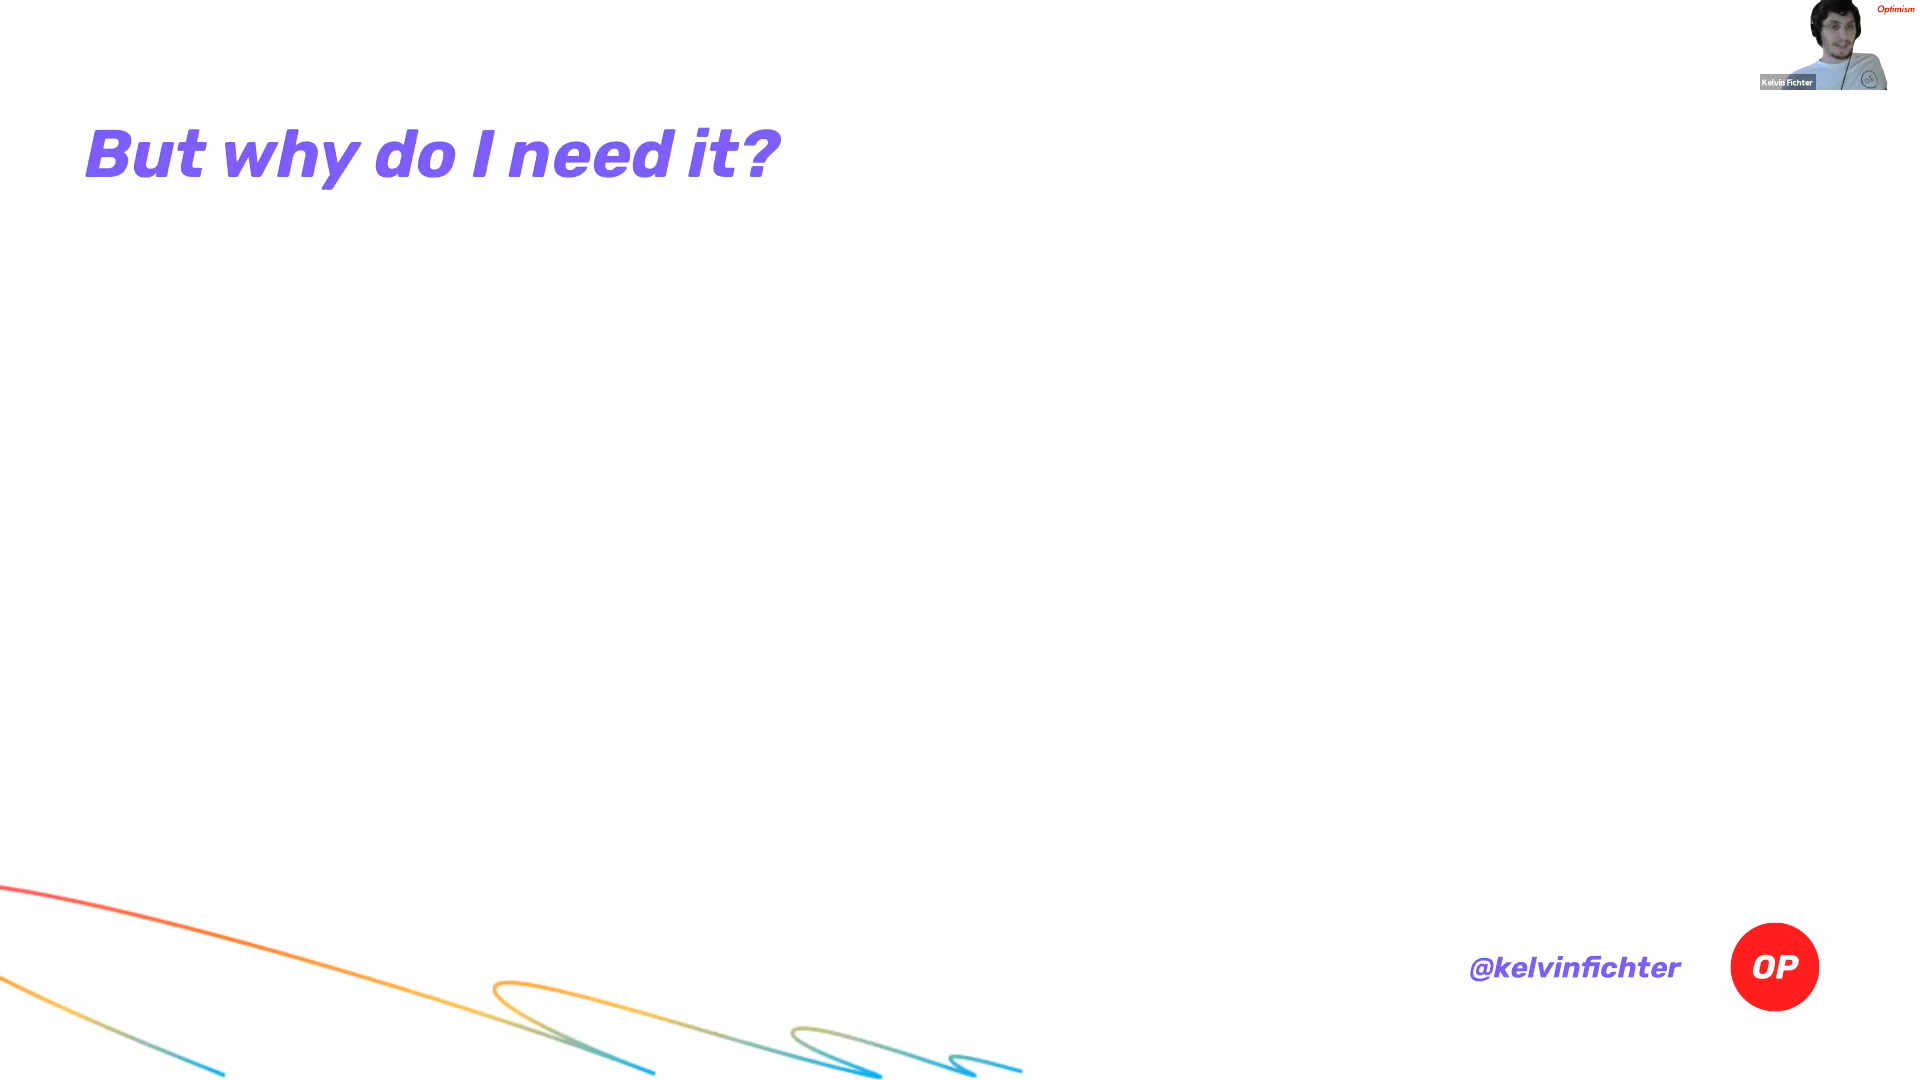 Optimism
Kelvin Fichter
But why do I need it?
@kelvinfichter
OP